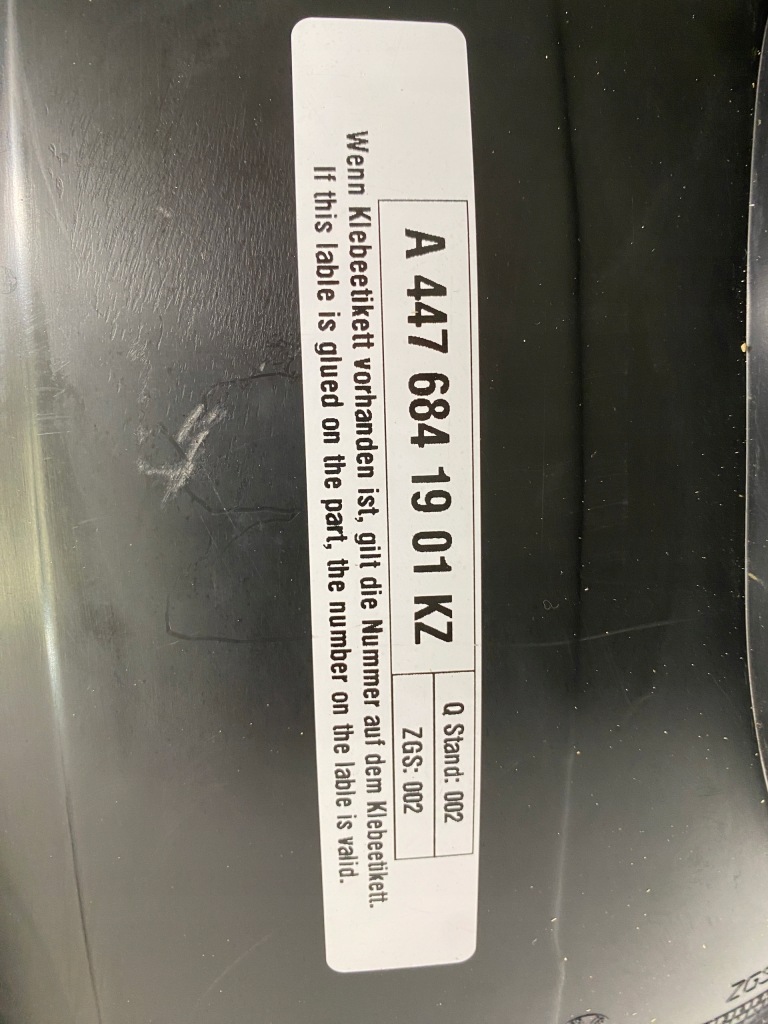 A 447 684 19 01 KZ
Q Stand: 002
ZGS: 002
Wenn Klebeetikett vorhanden ist, gilt die Nummer auf dem Klebeetikett.
If this lable is glued on the part, the number on the lable is valid.
ZGS